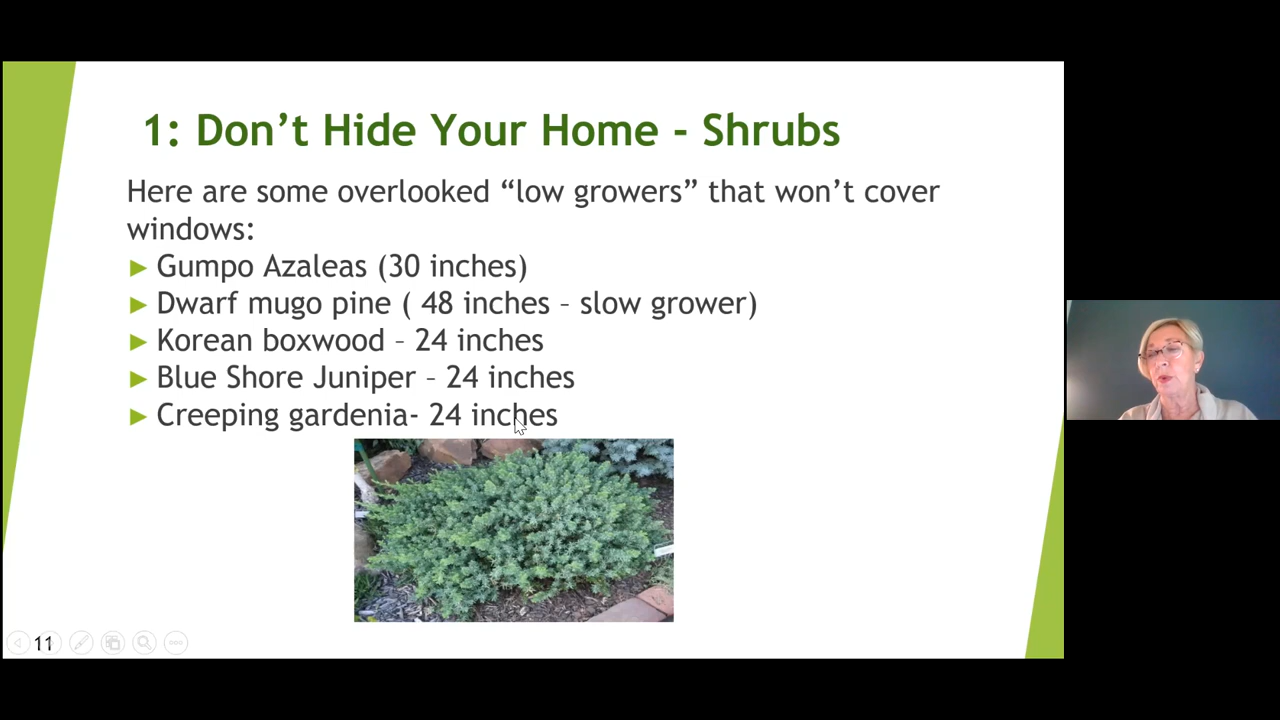 1: Don’t Hide Your Home - Shrubs
Here are some overlooked “low growers” that won’t cover
windows:
► Gumpo Azaleas (30 inches)
► Dwarf mugo pine ( 48 inches – slow grower)
► Korean boxwood – 24 inches
► Blue Shore Juniper – 24 inches
► Creeping gardenia- 24 inches
11